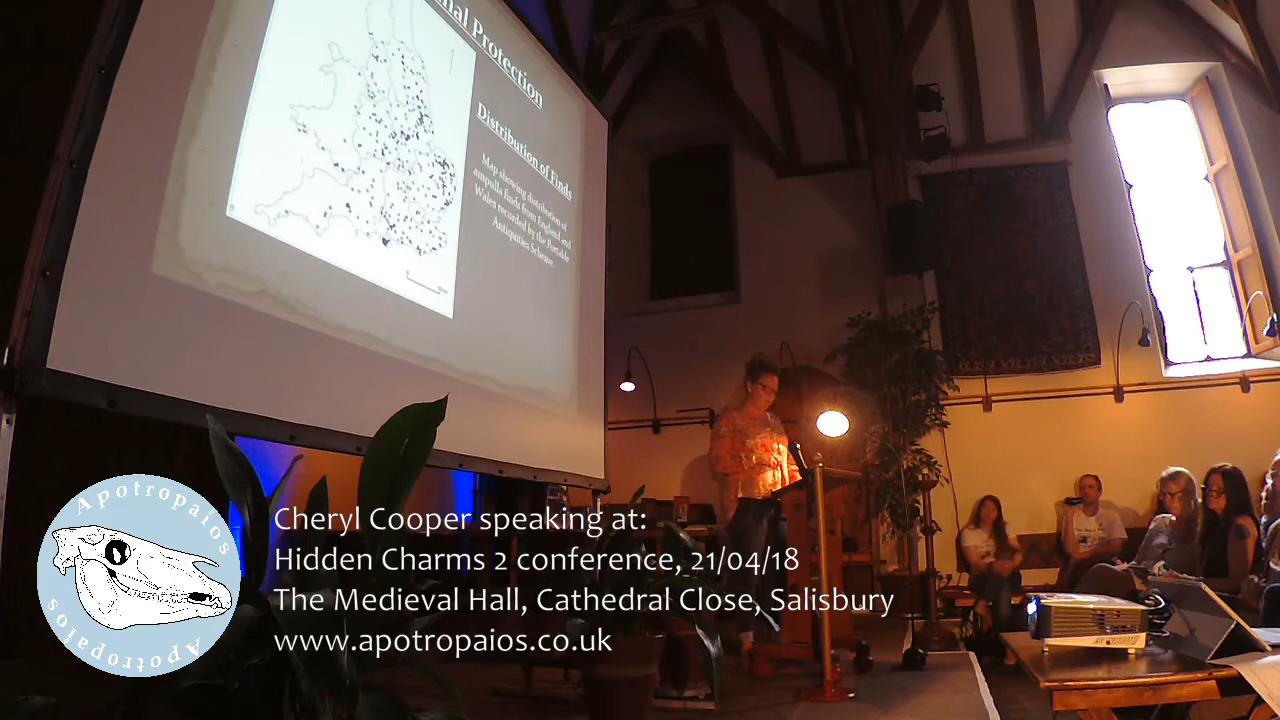 nal Protection
Distribution of Finds
Map showing distribution of
ampulla finds from England and
Wales recorded by the Portable
Antiquities Scheme.
Apotropaios
Apotropaios
Cheryl Cooper speaking at:
Hidden Charms 2 conference, 21/04/18
The Medieval Hall, Cathedral Close, Salisbury
www.apotropaios.co.uk